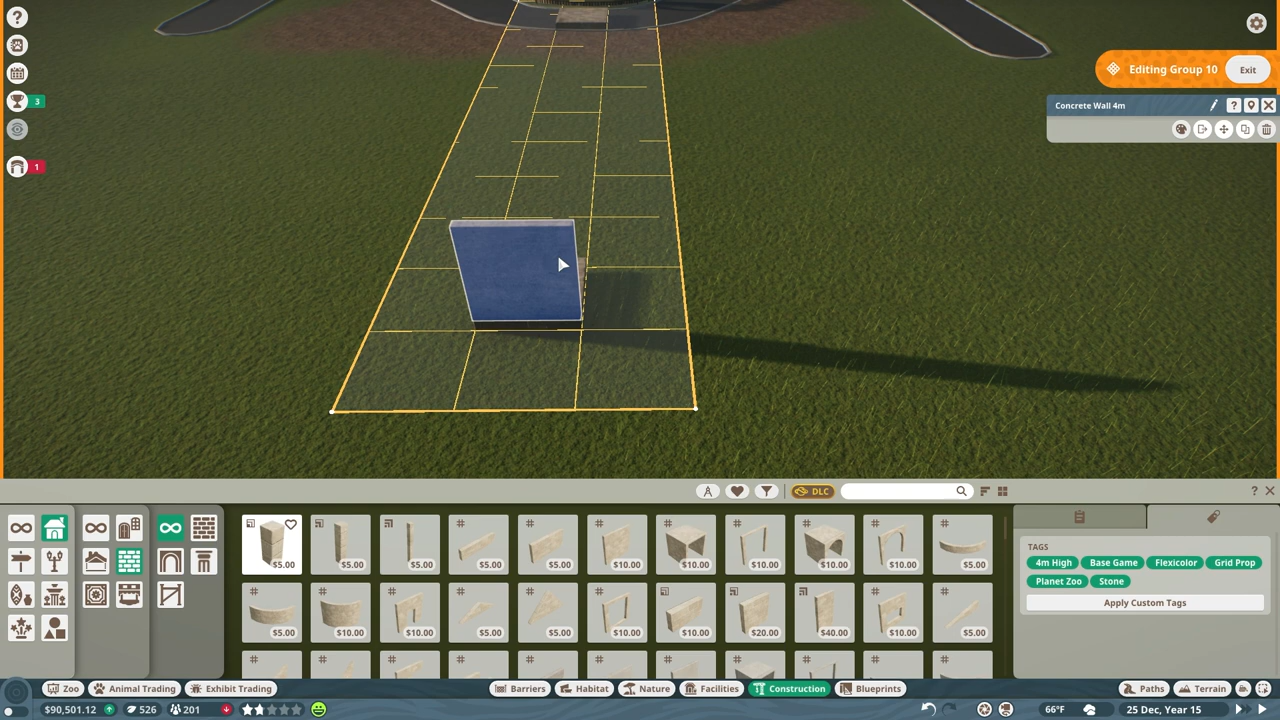 ?
3
1
Editing Group 10
Exit
Concrete Wall 4m
?
DLC
?
$5.00
$5.00
$5.00
$5.00
$5.00
$10.00
$10.00
$10.00
$10.00
$10.00
$5.00
$5.00
$10.00
$10.00
$5.00
$5.00
$10.00
$10.00
$20.00
$40.00
$10.00
$5.00
TAGS
4m High
Base Game
Flexicolor
Grid Prop
Planet Zoo
Stone
Apply Custom Tags
Zoo
Animal Trading
Exhibit Trading
Barriers
Habitat
Nature
Facilities
Construction
Blueprints
Paths
Terrain
$90,501.12
526
201
66°F
25 Dec, Year 15